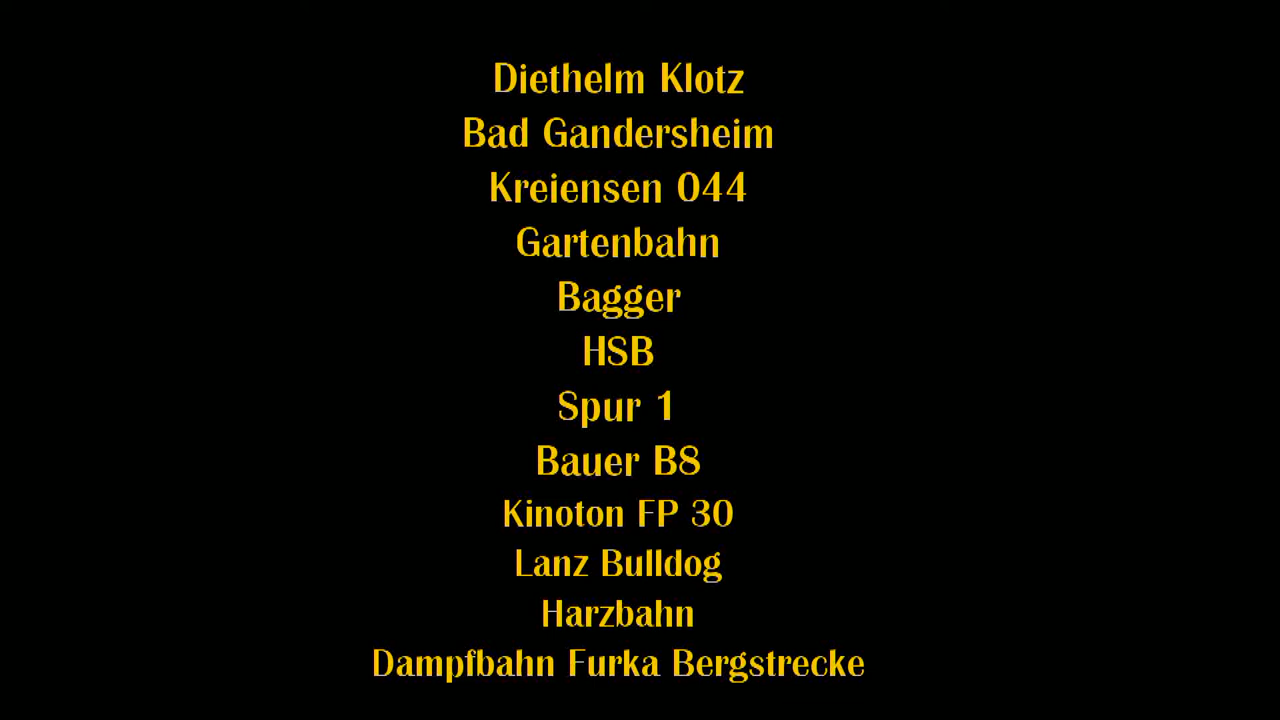 Diethelm Klotz
Bad Gandersheim
Kreiensen 044
Gartenbahn
Bagger
HSB
Spur 1
Bauer B8
Kinoton FP 30
Lanz Bulldog
Harzbahn
Dampfbahn Furka Bergstrecke